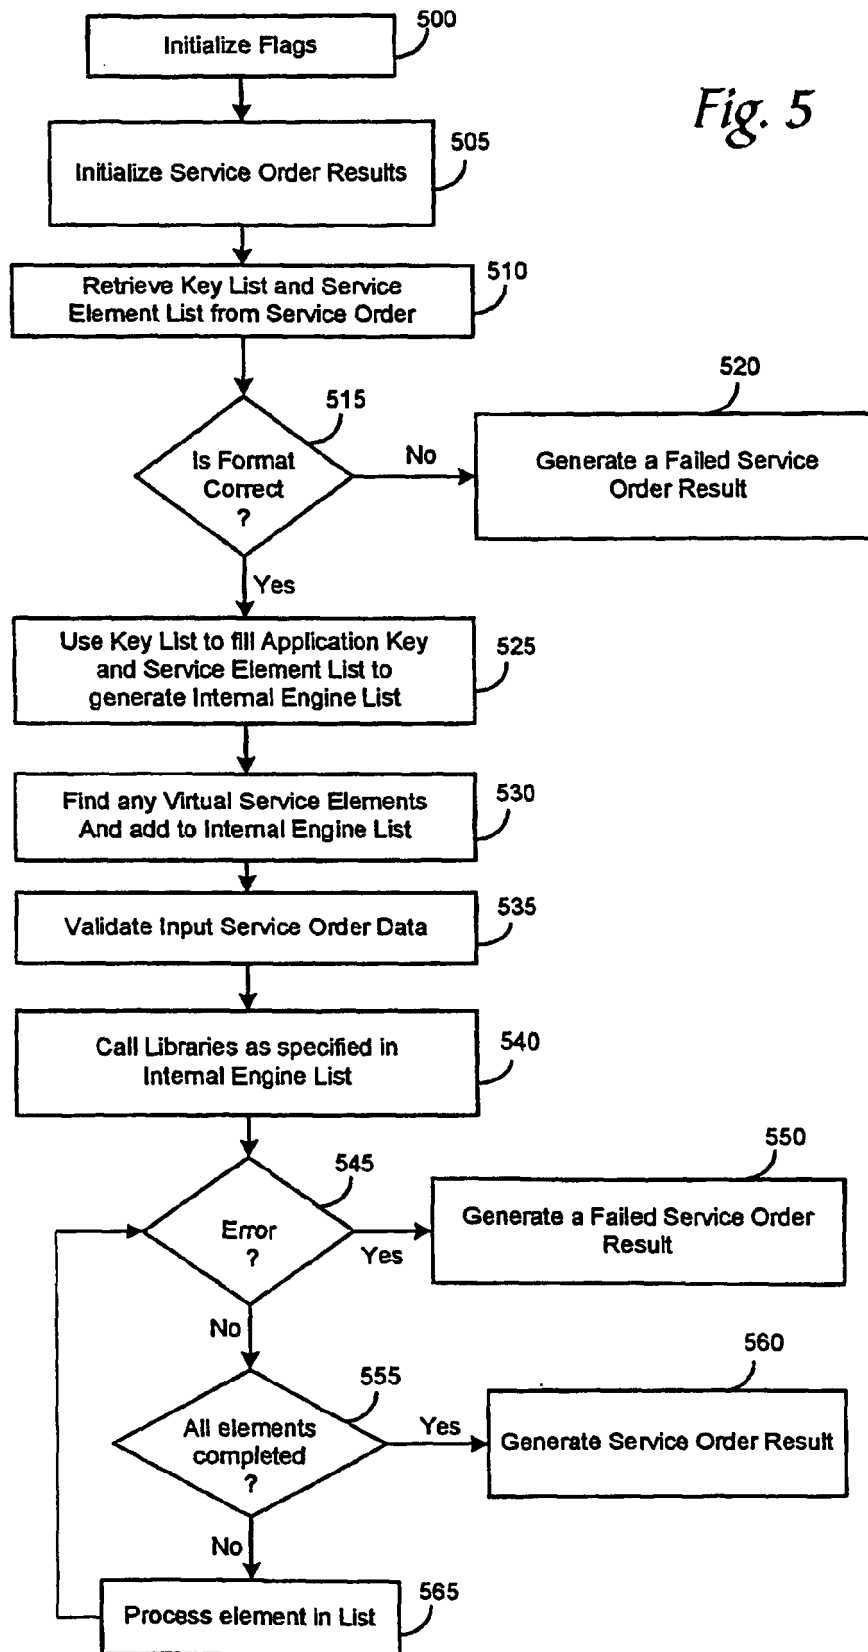 500
Initialize Flags
Fig. 5
505
Initialize Service Order Results
510
Retrieve Key List and Service
Element List from Service Order
515
520
Is Format
Correct
?
No
Generate a Failed Service
Order Result
Yes
Use Key List to fill Application Key
and Service Element List to
generate Internal Engine List
525
Find any Virtual Service Elements
And add to Internal Engine List
530
Validate Input Service Order Data
535
Call Libraries as specified in
Internal Engine List
540
545
550
Error
?
Yes
Generate a Failed Service Order
Result
No
555
560
All elements
completed
?
Yes
Generate Service Order Result
No
Process element in List
565